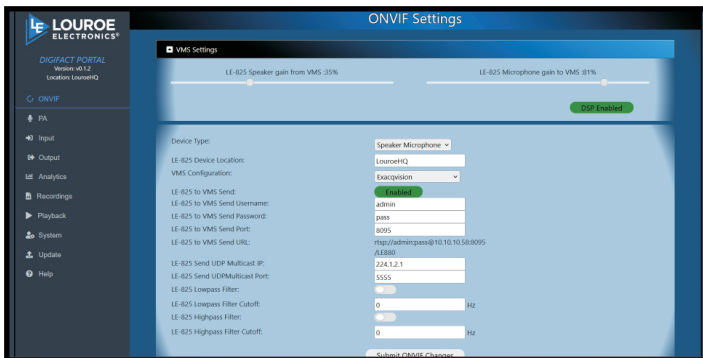 LE LOUROE
ELECTRONICS®
DIGIFACT PORTAL
Version: v0.1.2
Location: LouroeHQ
ONVIF
PA
Input
Output
Analytics
Recordings
Playback
System
Update
Help
ONVIF Settings
VMS Settings
LE-825 Speaker gain from VMS :35%
LE-825 Microphone gain to VMS :81%
DSP Enabled
Device Type: Speaker Microphone
LE-825 Device Location: LouroeHQ
VMS Configuration: Exacqvision
LE-825 to VMS Send: Enabled
LE-825 to VMS Send Username: admin
LE-825 to VMS Send Password: pass
LE-825 to VMS Send Port: 8095
LE-825 to VMS Send URL: rtsp://admin:pass@10.10.10.58:8095
/LE880
LE-825 Send UDP Multicast IP: 224.1.2.1
LE-825 Send UDPMulticast Port: 5555
LE-825 Lowpass Filter:
LE-825 Lowpass Filter Cutoff: 0 Hz
LE-825 Highpass Filter:
LE-825 Highpass Filter Cutoff: 0 Hz
Submit ONVIF Changes